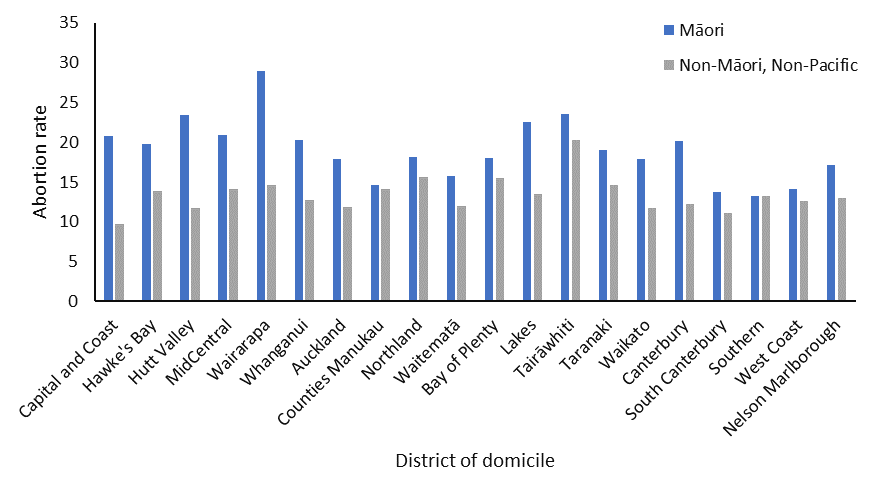 35
30
25
20
15
10
5
0
Abortion rate
Māori
Non-Māori, Non-Pacific
Capital and Coast
Hawke's Bay
Hutt Valley
MidCentral
Wairarapa
Whanganui
Auckland
Counties Manukau
Northland
Waitematā
Bay of Plenty
Lakes
Tairāwhiti
Taranaki
Waikato
Canterbury
South Canterbury
Southern
West Coast
Nelson Marlborough
District of domicile